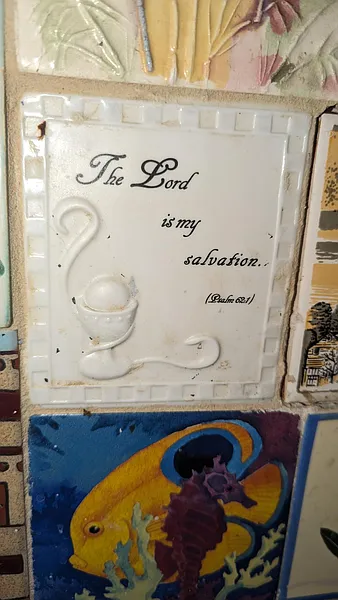 The Lord
is my
salvation..
(Psalm 62:1)